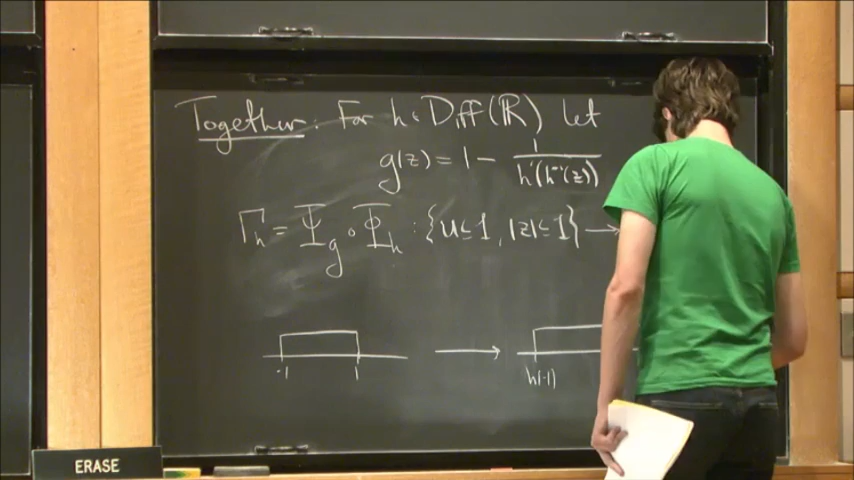 Together: For h ∈ Diff(ℝ) let
g(z) = 1 - 1/h'(h⁻¹(z))
Γ_h = Ψ_g ∘ Φ_h : {u ≤ 1, |z| ≤ 1} →
-1 1 → h(-1)
ERASE